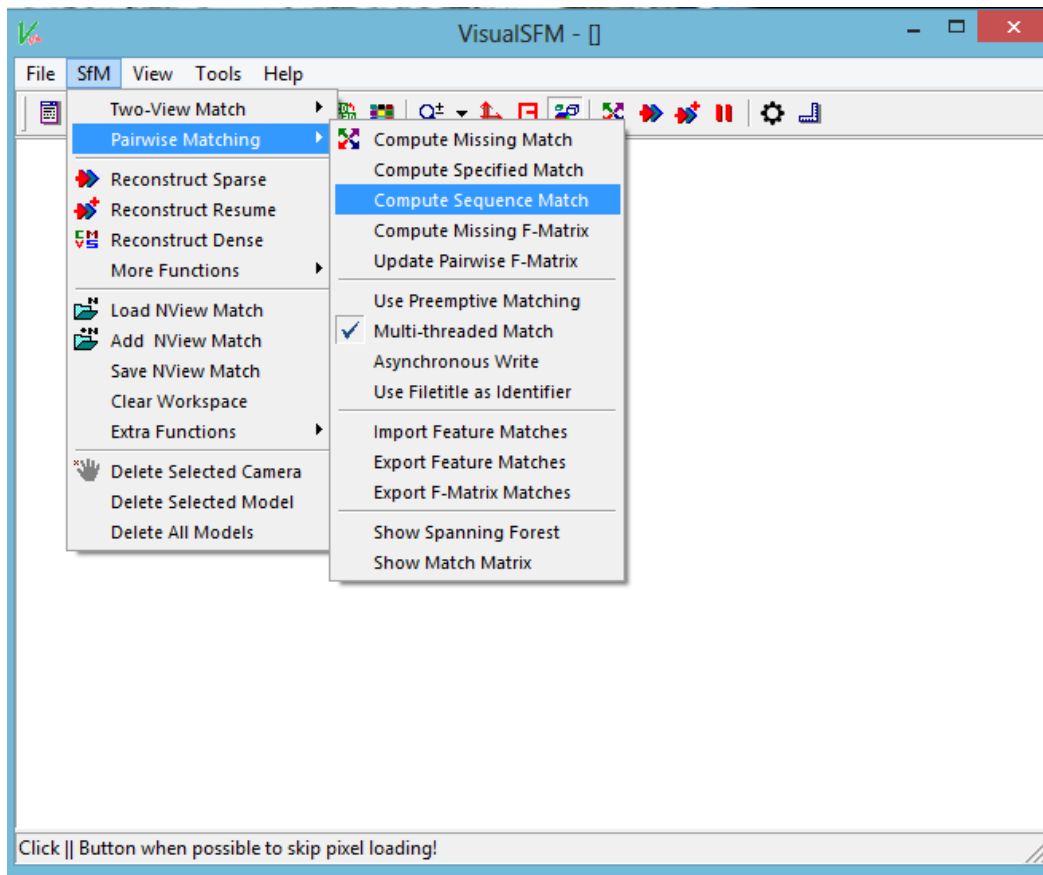 VisualSFM - []
File SfM View Tools Help
Two-View Match
Pairwise Matching
Reconstruct Sparse
Reconstruct Resume
Reconstruct Dense
More Functions
Load NView Match
Add NView Match
Save NView Match
Clear Workspace
Extra Functions
Delete Selected Camera
Delete Selected Model
Delete All Models
Compute Missing Match
Compute Specified Match
Compute Sequence Match
Compute Missing F-Matrix
Update Pairwise F-Matrix
Use Preemptive Matching
Multi-threaded Match
Asynchronous Write
Use Filetitle as Identifier
Import Feature Matches
Export Feature Matches
Export F-Matrix Matches
Show Spanning Forest
Show Match Matrix
Click || Button when possible to skip pixel loading!